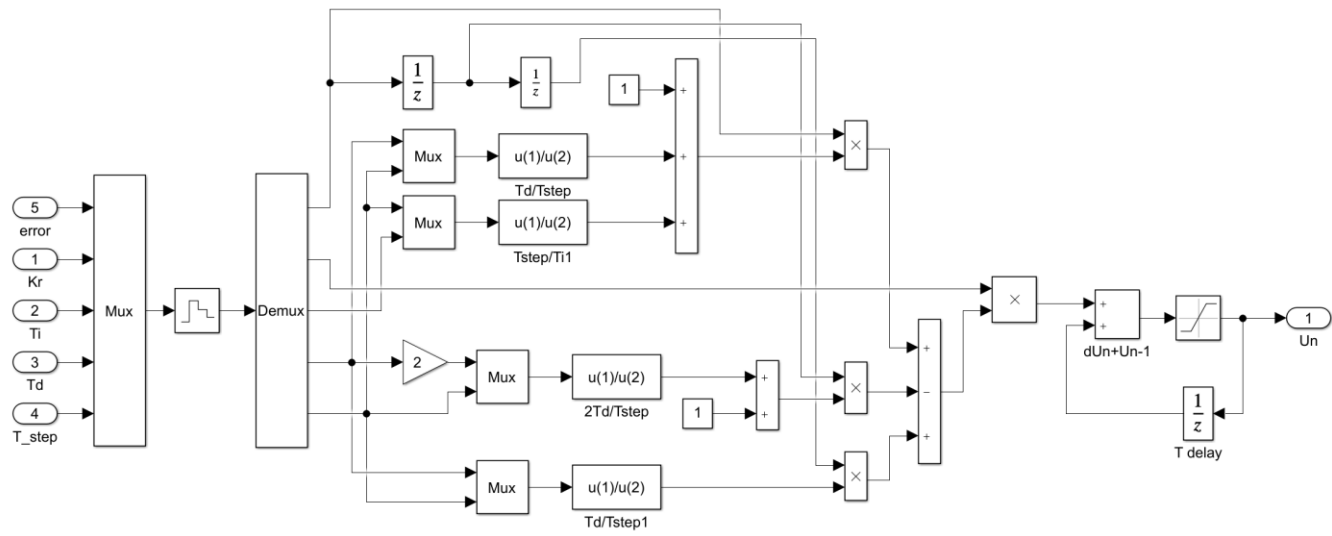 5
error
1
Kr
2
Ti
3
Td
4
T_step
Mux
Demux
1
z
1
z
1
+
+
+
Mux
u(1)/u(2)
Td/Tstep
Mux
u(1)/u(2)
Tstep/Ti1
×
2
Mux
u(1)/u(2)
2Td/Tstep
1
+
+
×
Mux
u(1)/u(2)
Td/Tstep1
×
+
−
+
×
+
+
dUn+Un-1
1
Un
1
z
T delay